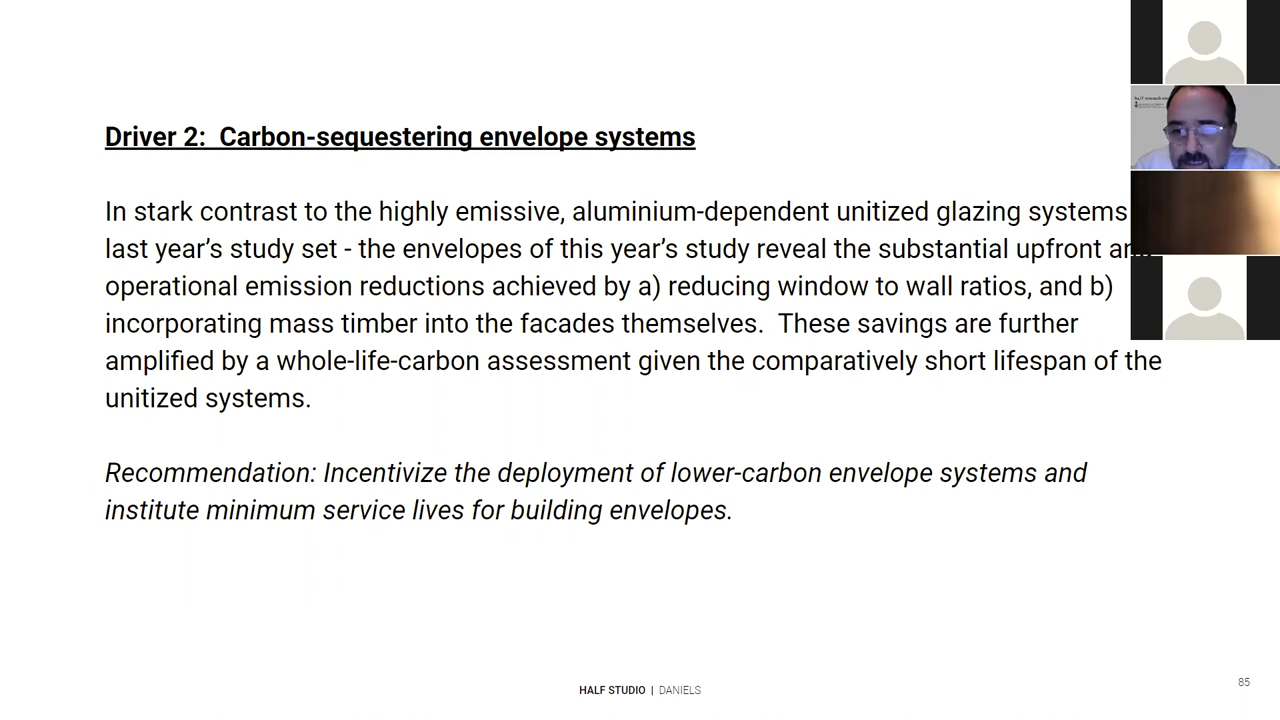 Driver 2:  Carbon-sequestering envelope systems
In stark contrast to the highly emissive, aluminium-dependent unitized glazing systems
last year’s study set - the envelopes of this year’s study reveal the substantial upfront
operational emission reductions achieved by a) reducing window to wall ratios, and b)
incorporating mass timber into the facades themselves.  These savings are further
amplified by a whole-life-carbon assessment given the comparatively short lifespan of the
unitized systems.
Recommendation: Incentivize the deployment of lower-carbon envelope systems and
institute minimum service lives for building envelopes.
HALF STUDIO | DANIELS
85